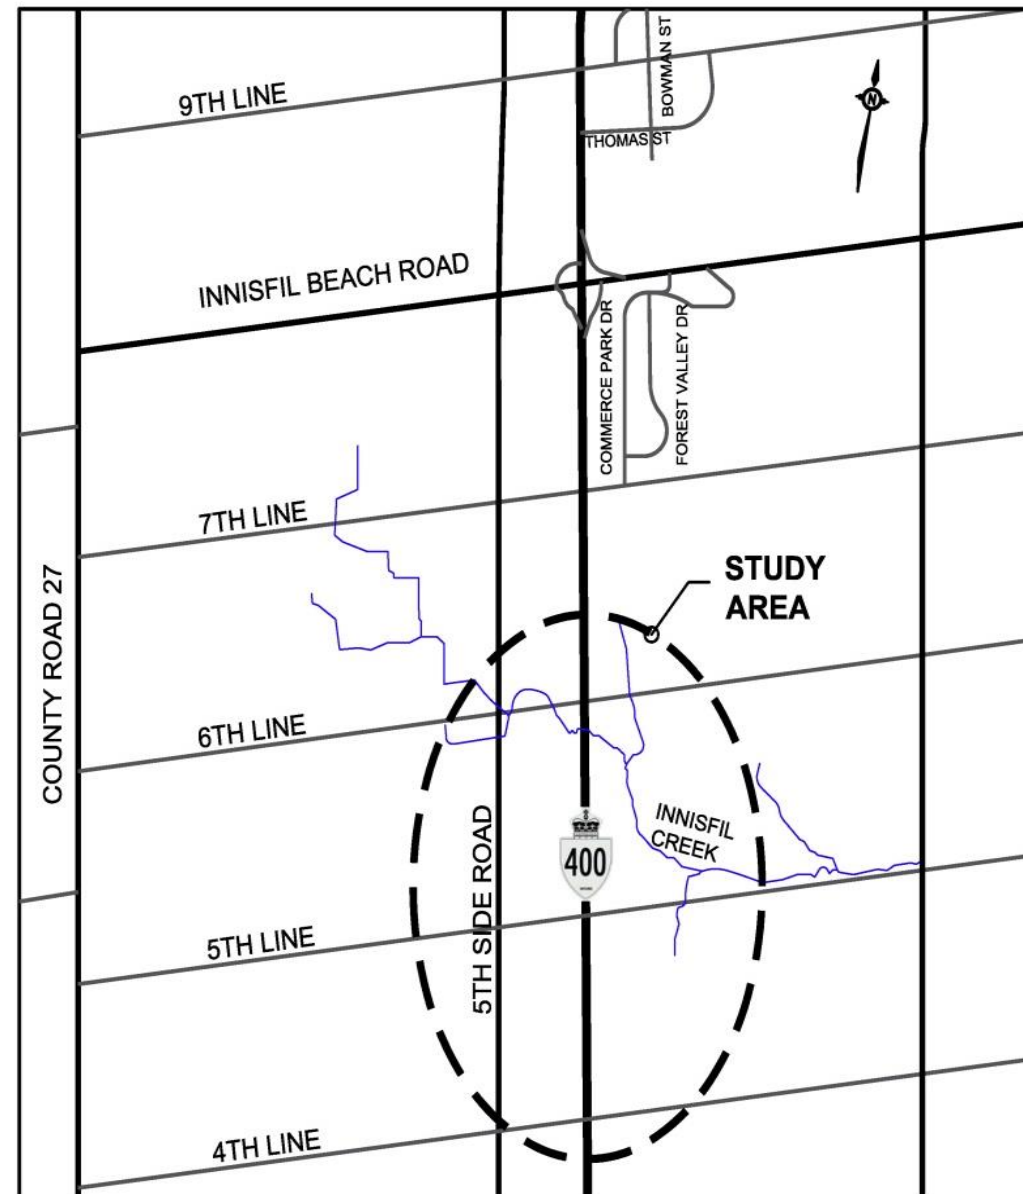 BOWMAN ST
9TH LINE
N
THOMAS ST
INNISFIL BEACH ROAD
COMMERCE PARK DR
FOREST VALLEY DR
7TH LINE
COUNTY ROAD 27
STUDY
AREA
6TH LINE
5TH SIDE ROAD
INNISFIL
CREEK
400
5TH LINE
4TH LINE